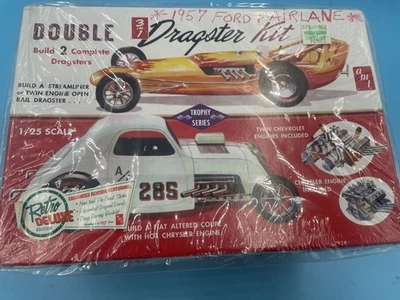 *-1957 FORD FAIRLANE*
DOUBLE 3 in 1 Dragster Kit
Build 2 Complete
Dragsters
BUILD A STREAMLINER
or TWIN-ENGINE OPEN
RAIL DRAGSTER . . . .
amt
TROPHY
SERIES
1/25 SCALE
TWIN CHEVROLET
ENGINES INCLUDED
A
285
CHRYSLER ENGINE
INCLUDED
Retro
DELUXE
EDITION
BUILD A FIAT ALTERED COUPE
WITH HOT CHRYSLER ENGINE